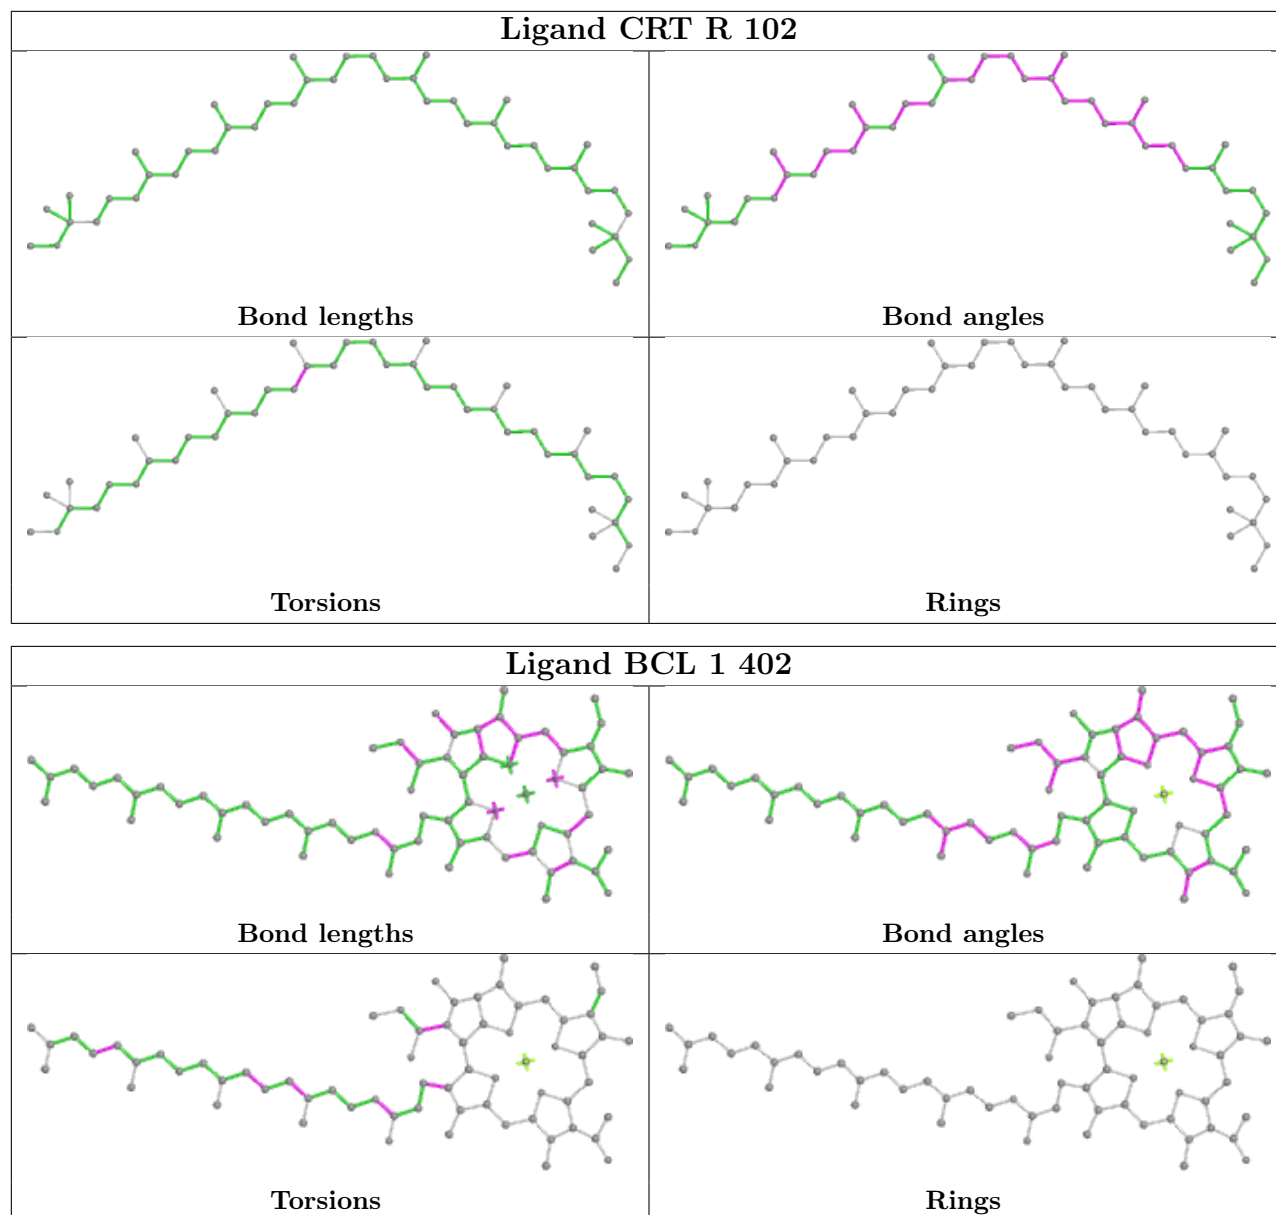 Ligand CRT R 102
Bond lengths
Bond angles
Torsions
Rings
Ligand BCL 1 402
Bond lengths
Bond angles
Torsions
Rings